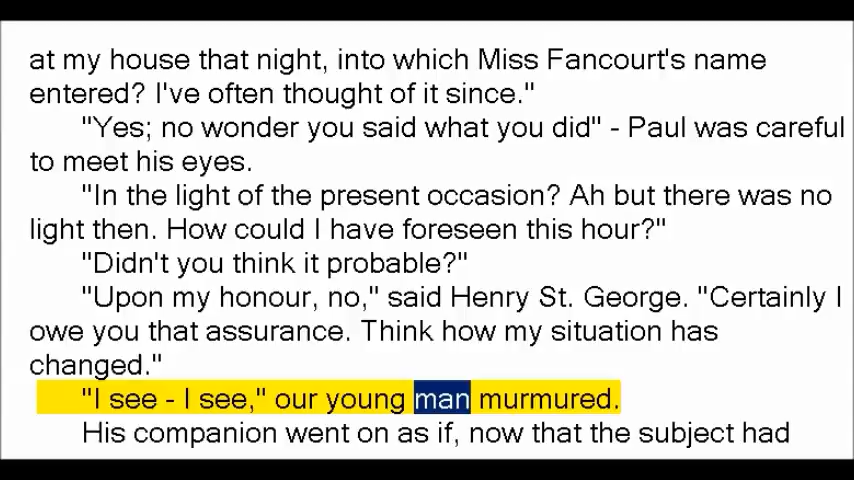 at my house that night, into which Miss Fancourt's name
entered? I've often thought of it since."
"Yes; no wonder you said what you did" - Paul was careful
to meet his eyes.
"In the light of the present occasion? Ah but there was no
light then. How could I have foreseen this hour?"
"Didn't you think it probable?"
"Upon my honour, no," said Henry St. George. "Certainly I
owe you that assurance. Think how my situation has
changed."
"I see - I see," our young man murmured.
His companion went on as if, now that the subject had